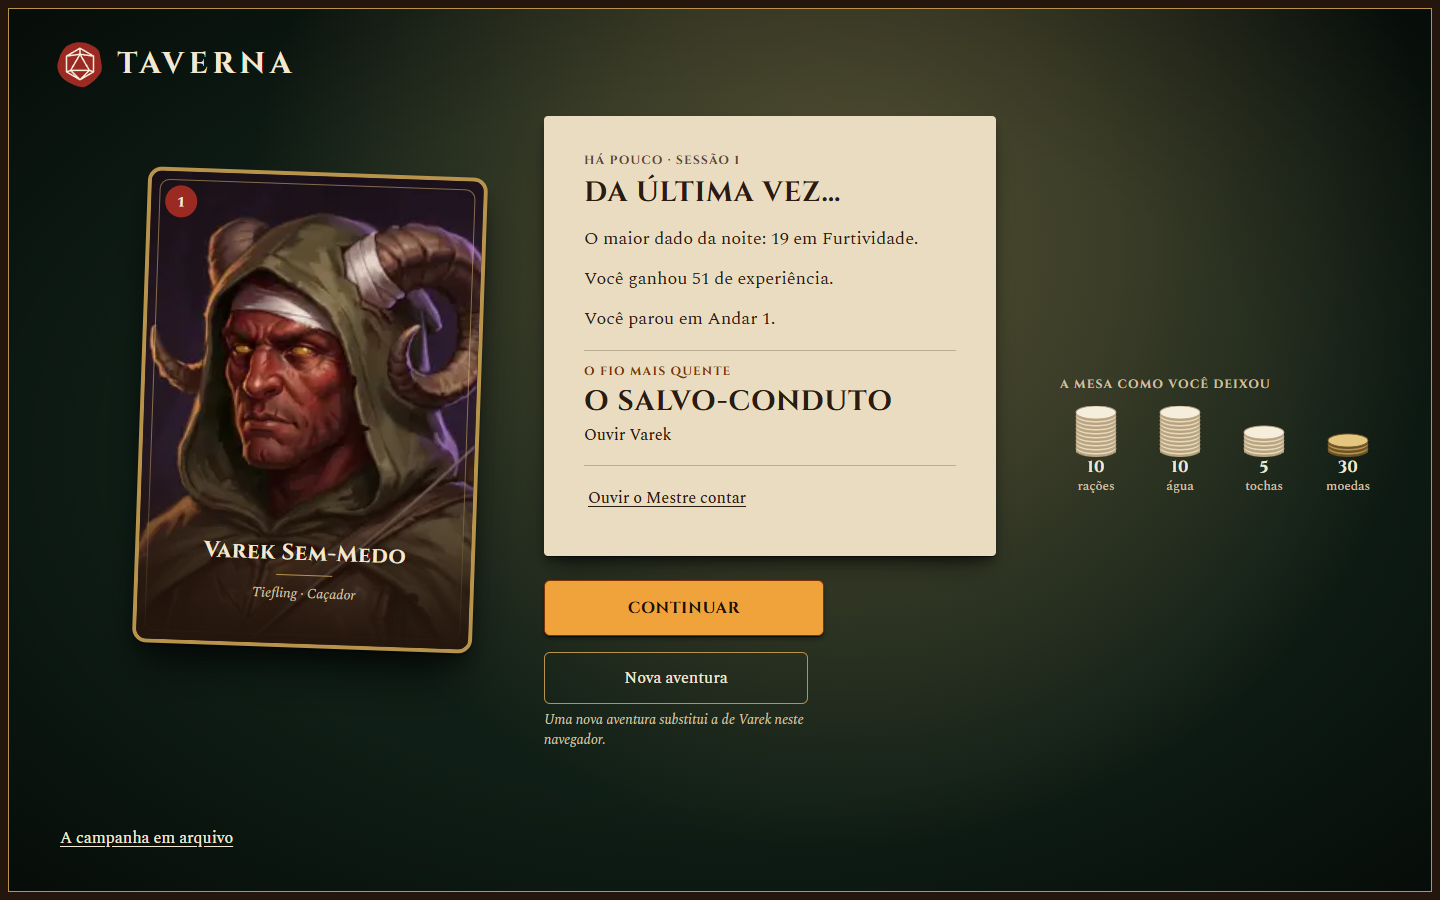 TAVERNA
1
VAREK SEM-MEDO
Tiefling · Caçador
HÁ POUCO · SESSÃO 1
DA ÚLTIMA VEZ…
O maior dado da noite: 19 em Furtividade.
Você ganhou 51 de experiência.
Você parou em Andar 1.
O FIO MAIS QUENTE
O SALVO-CONDUTO
Ouvir Varek
Ouvir o Mestre contar
CONTINUAR
Nova aventura
Uma nova aventura substitui a de Varek neste
navegador.
A MESA COMO VOCÊ DEIXOU
10 10 5 30
rações água tochas moedas
A campanha em arquivo